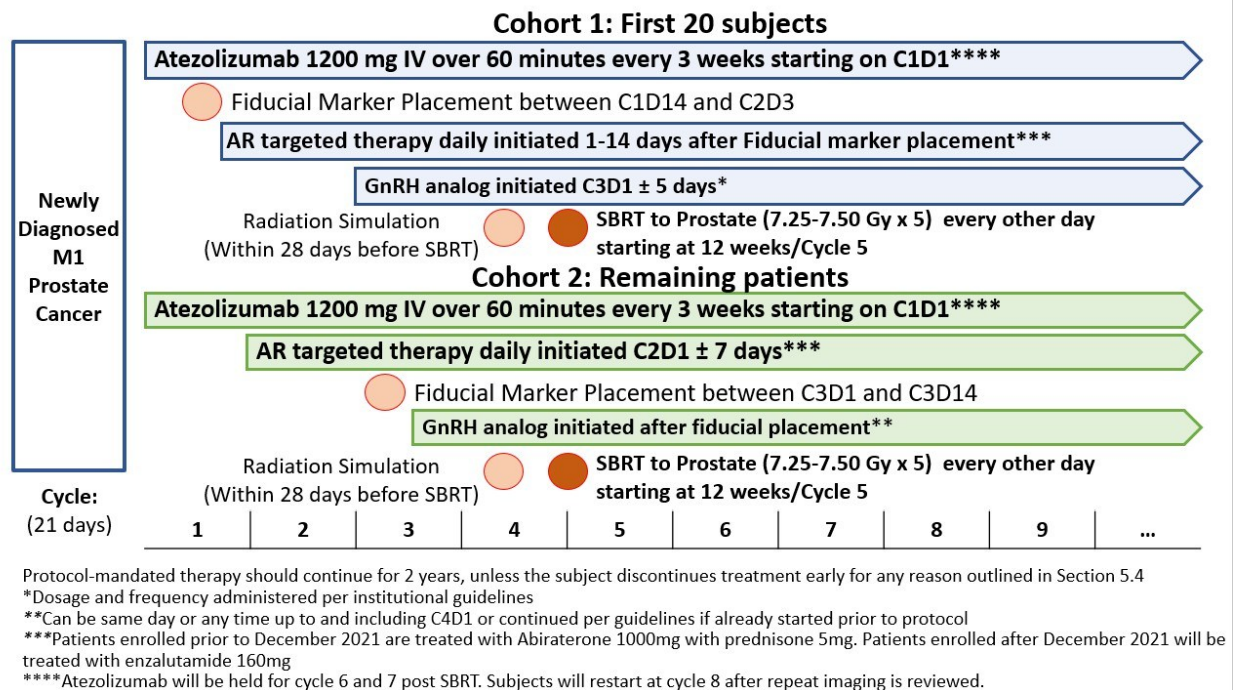 Cohort 1: First 20 subjects
Newly
Diagnosed
M1
Prostate
Cancer
Atezolizumab 1200 mg IV over 60 minutes every 3 weeks starting on C1D1****
Fiducial Marker Placement between C1D14 and C2D3
AR targeted therapy daily initiated 1-14 days after Fiducial marker placement***
GnRH analog initiated C3D1 ± 5 days*
Radiation Simulation
(Within 28 days before SBRT)
SBRT to Prostate (7.25-7.50 Gy x 5) every other day
starting at 12 weeks/Cycle 5
Cohort 2: Remaining patients
Atezolizumab 1200 mg IV over 60 minutes every 3 weeks starting on C1D1****
AR targeted therapy daily initiated C2D1 ± 7 days***
Fiducial Marker Placement between C3D1 and C3D14
GnRH analog initiated after fiducial placement**
Radiation Simulation
(Within 28 days before SBRT)
SBRT to Prostate (7.25-7.50 Gy x 5) every other day
starting at 12 weeks/Cycle 5
Cycle:
(21 days)
1 2 3 4 5 6 7 8 9 ...
Protocol-mandated therapy should continue for 2 years, unless the subject discontinues treatment early for any reason outlined in Section 5.4
*Dosage and frequency administered per institutional guidelines
**Can be same day or any time up to and including C4D1 or continued per guidelines if already started prior to protocol
***Patients enrolled prior to December 2021 are treated with Abiraterone 1000mg with prednisone 5mg. Patients enrolled after December 2021 will be
treated with enzalutamide 160mg
****Atezolizumab will be held for cycle 6 and 7 post SBRT. Subjects will restart at cycle 8 after repeat imaging is reviewed.